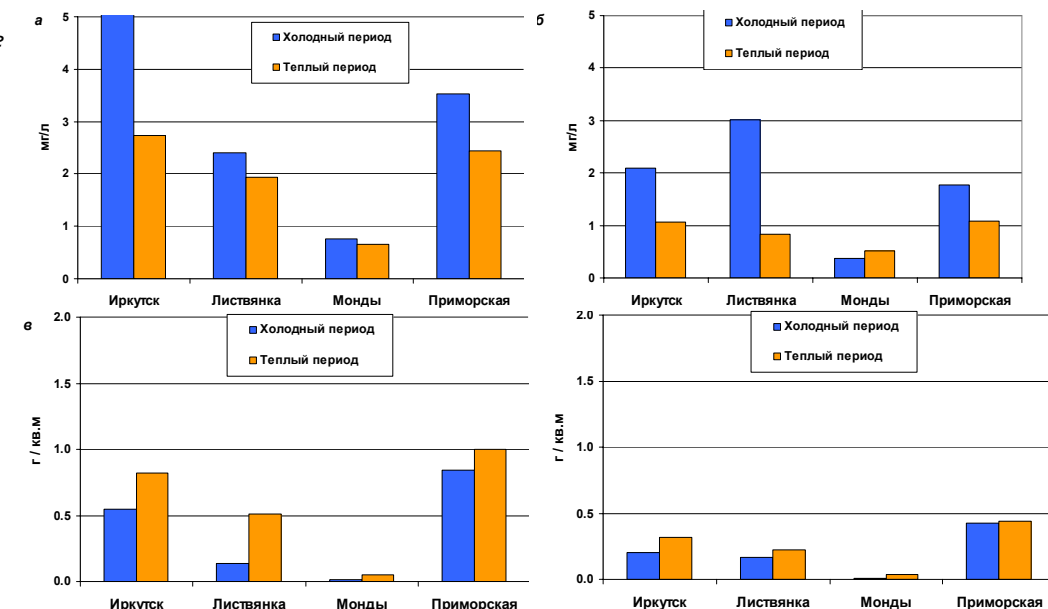 а
?
5
4
3
2
1
0
мг/л
Холодный период
Теплый период
Иркутск Листвянка Монды Приморская
б
5
4
3
2
1
0
мг/л
Холодный период
Теплый период
Иркутск Листвянка Монды Приморская
в
2.0
1.5
1.0
0.5
0.0
г / кв.м
Холодный период
Теплый период
Иркутск Листвянка Монды Приморская
2.0
1.5
1.0
0.5
0.0
г / кв.м
Холодный период
Теплый период
Иркутск Листвянка Монды Приморская